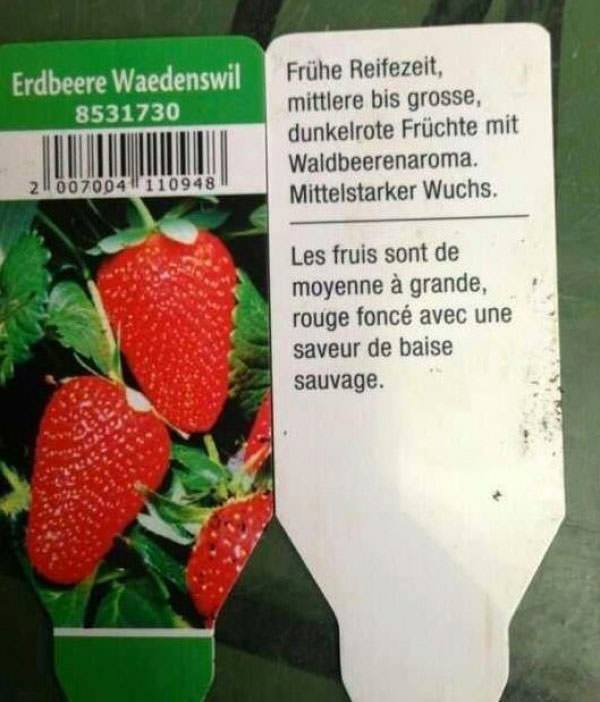 Erdbeere Waedenswil
8531730
2 007004 110948
Frühe Reifezeit,
mittlere bis grosse,
dunkelrote Früchte mit
Waldbeerenaroma.
Mittelstarker Wuchs.
Les fruis sont de
moyenne à grande,
rouge foncé avec une
saveur de baise
sauvage.